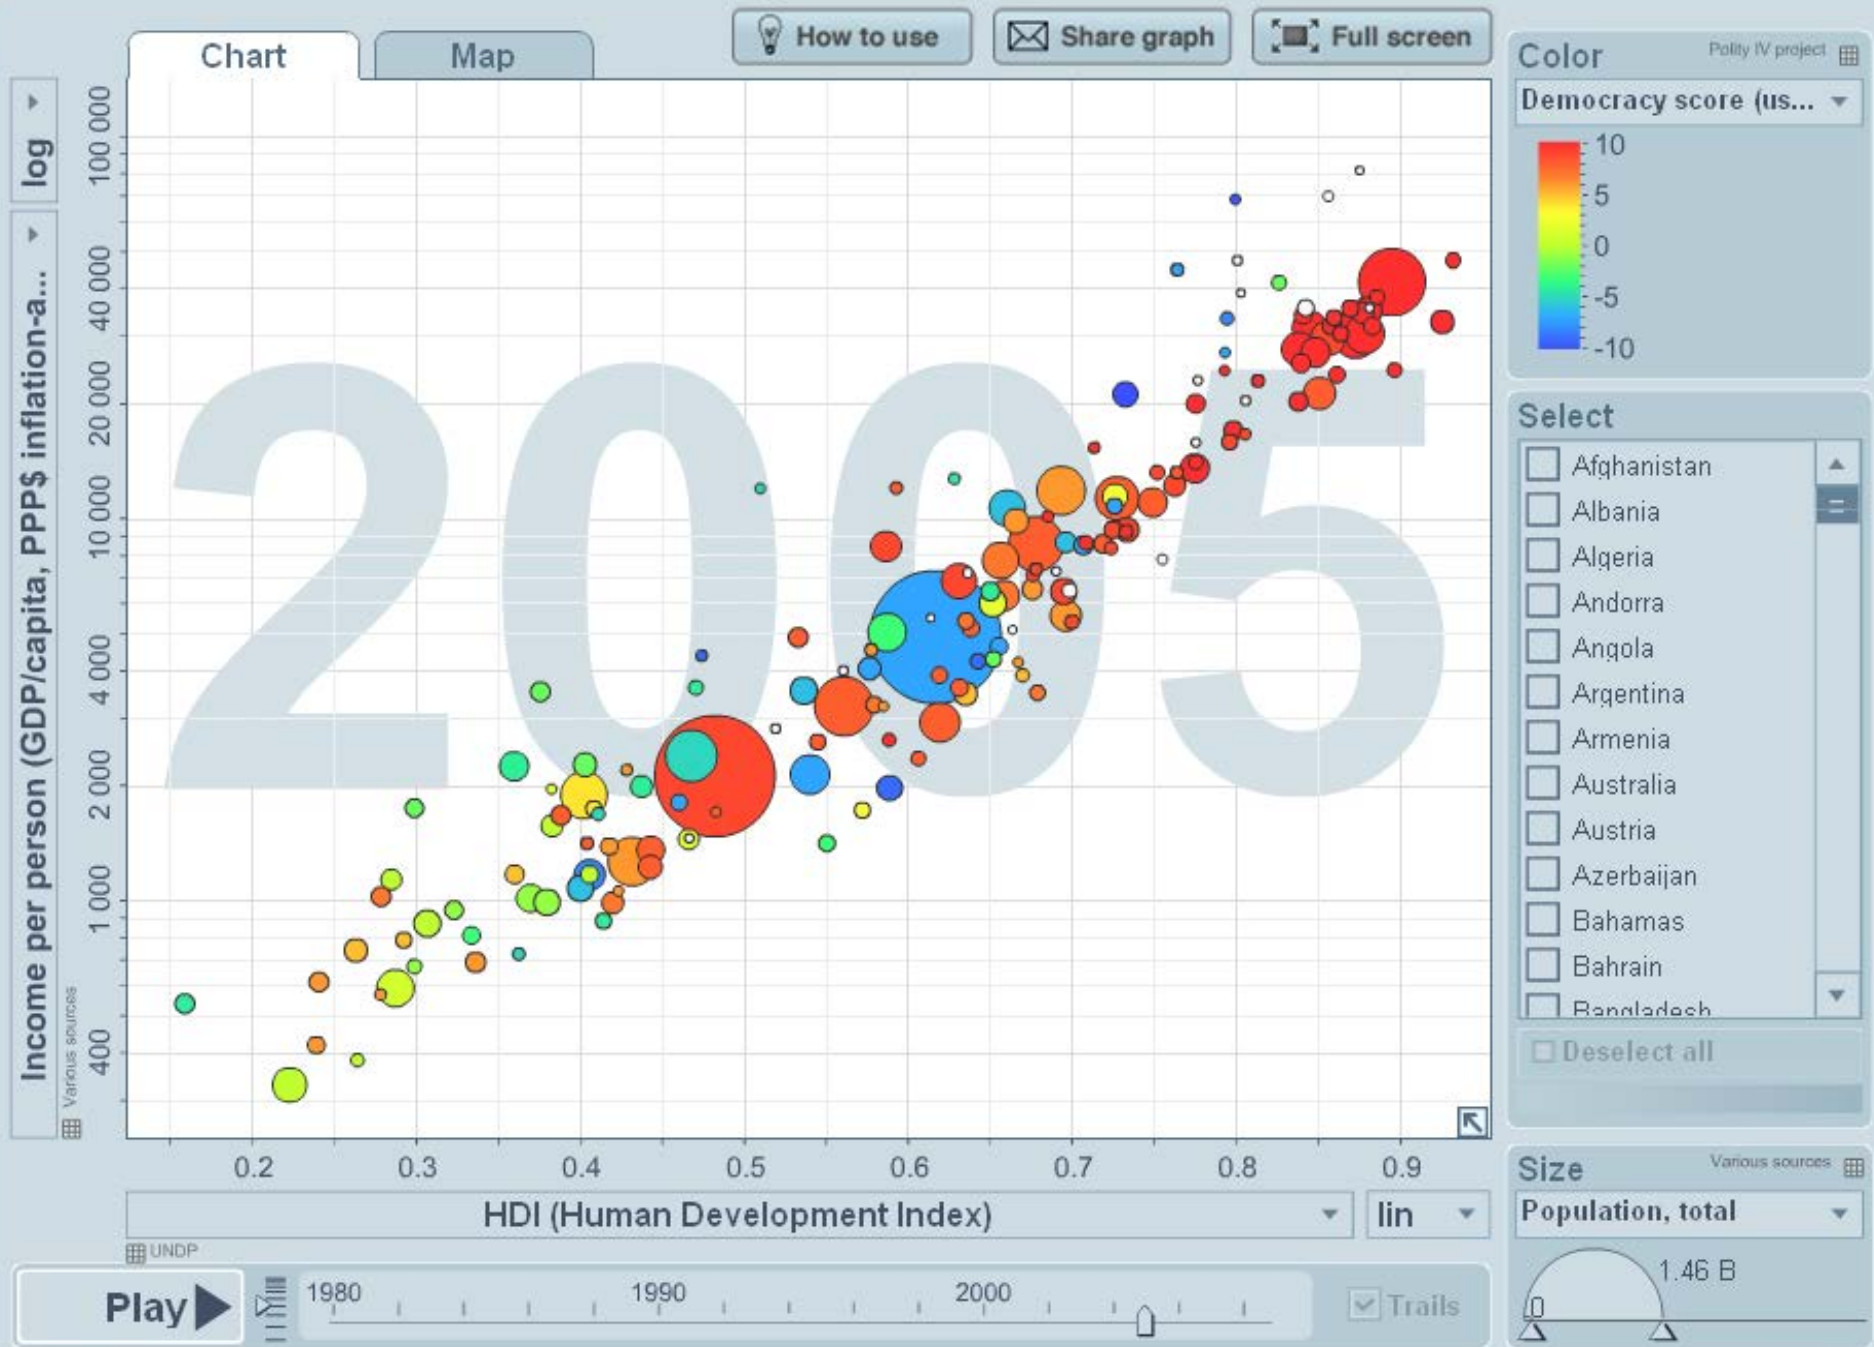 Chart
Map
How to use
Share graph
Full screen
log
Income per person (GDP/capita, PPP$ inflation-a...
Various sources
100 000
40 000
20 000
10 000
4 000
2 000
1 000
400
2005
0.2
0.3
0.4
0.5
0.6
0.7
0.8
0.9
HDI (Human Development Index)
lin
UNDP
Play
1980
1990
2000
Trails
Color
Polity IV project
Democracy score (us...
10
5
0
-5
-10
Select
Afghanistan
Albania
Algeria
Andorra
Angola
Argentina
Armenia
Australia
Austria
Azerbaijan
Bahamas
Bahrain
Bangladesh
Deselect all
Size
Various sources
Population, total
1.46 B
0